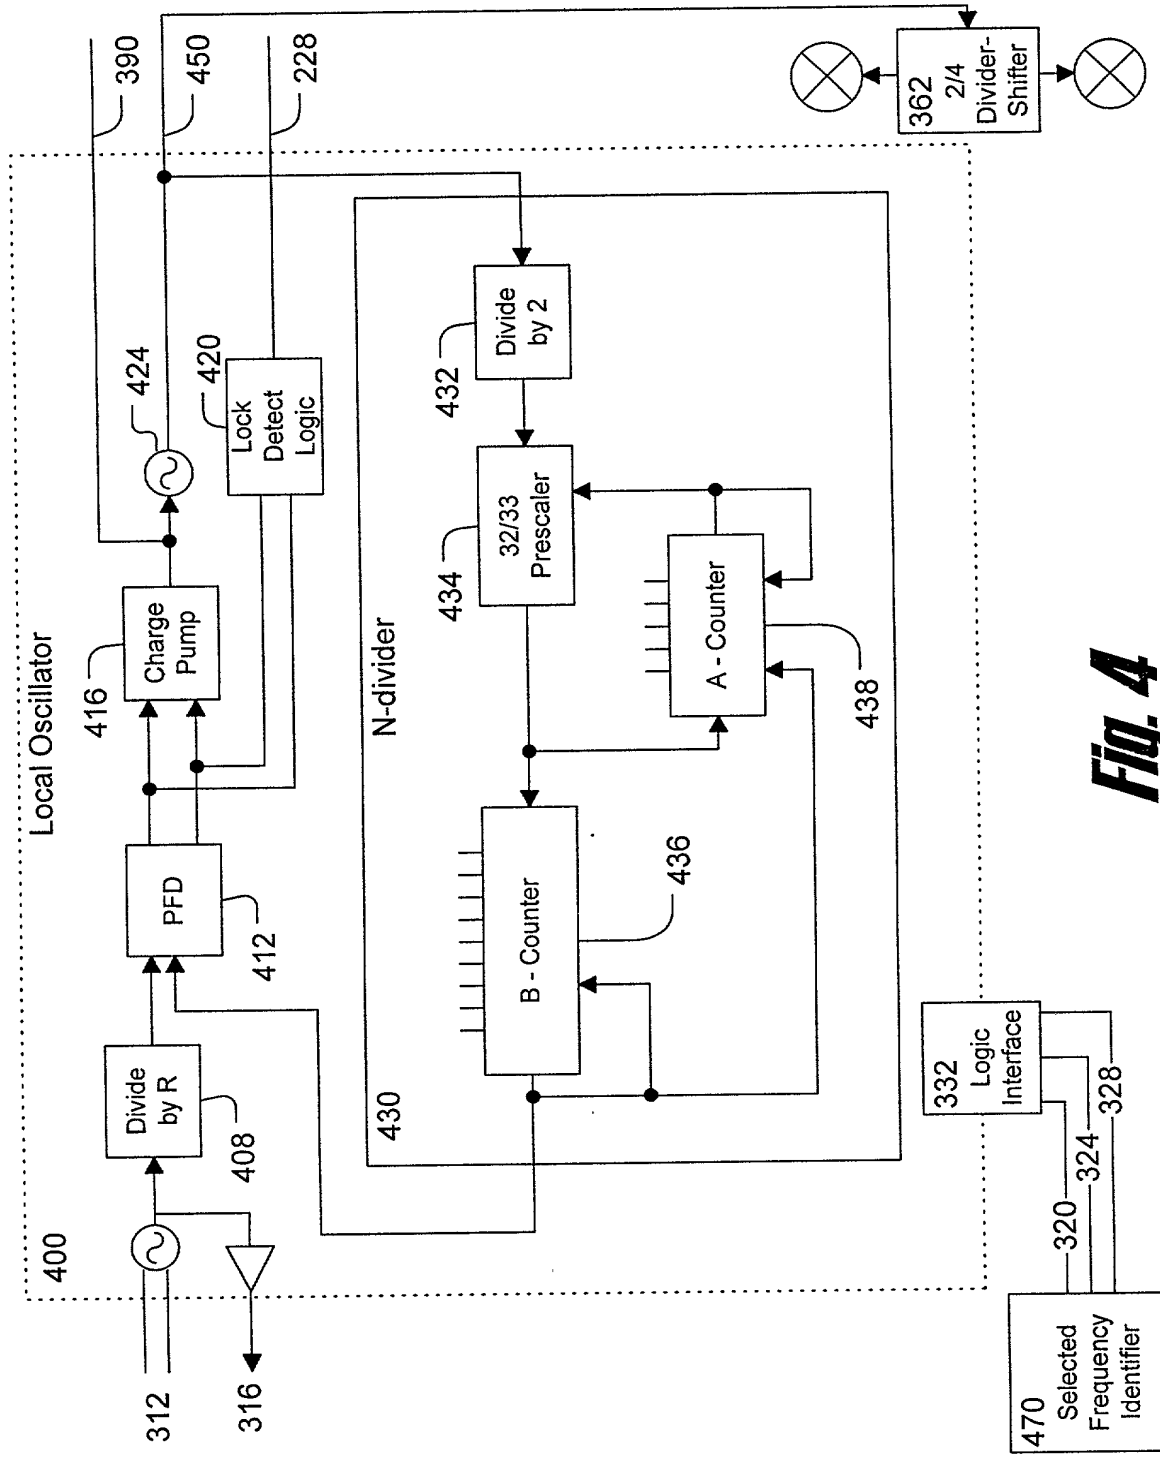 390
450
228
Local Oscillator
416
Charge
Pump
424
420
Lock
Detect
Logic
PFD
412
Divide
by R
408
400
312
316
N-divider
430
432
Divide
by 2
434
32/33
Prescaler
A - Counter
438
B - Counter
436
362
2/4
Divider-
Shifter
332
Logic
Interface
320
324
328
470
Selected
Frequency
Identifier
Fig. 4